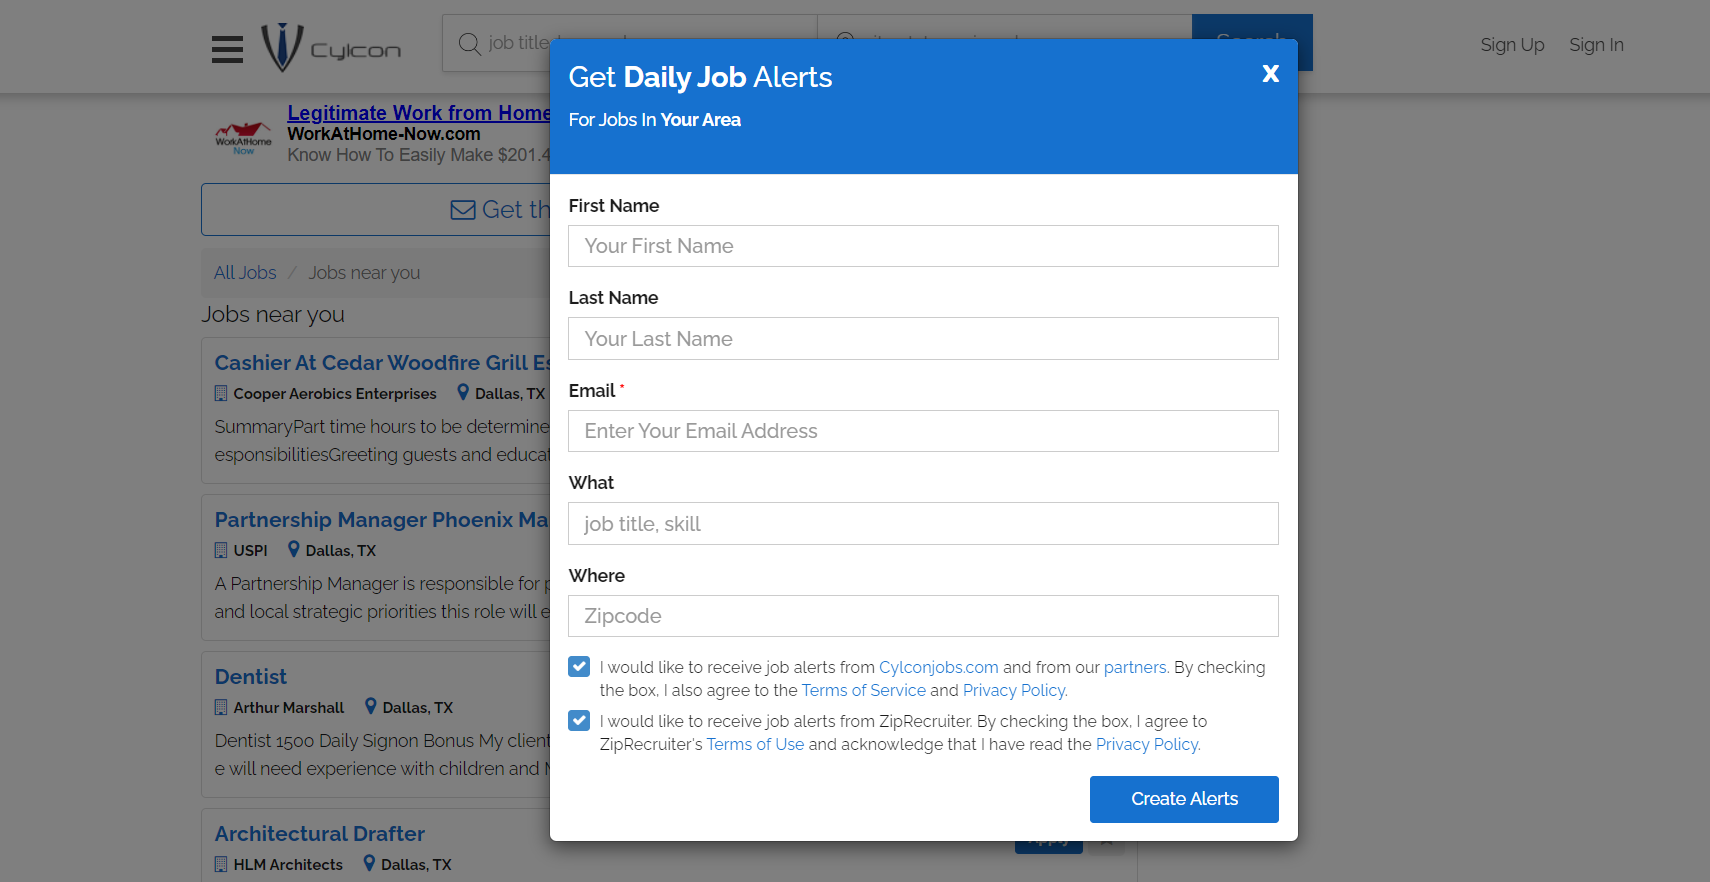 Cylcon
job title
Search
Sign Up
Sign In
Legitimate Work from Home
WorkAtHome-Now.com
Know How To Easily Make $201.4
WorkAtHome
Now
Get th
All Jobs / Jobs near you
Jobs near you
Cashier At Cedar Woodfire Grill Es
Cooper Aerobics Enterprises Dallas, TX
SummaryPart time hours to be determine
esponsibilitiesGreeting guests and educat
Partnership Manager Phoenix Ma
USPI Dallas, TX
A Partnership Manager is responsible for p
and local strategic priorities this role will e
Dentist
Arthur Marshall Dallas, TX
Dentist 1500 Daily Signon Bonus My client
e will need experience with children and M
Architectural Drafter
HLM Architects Dallas, TX
Apply
Get Daily Job Alerts
X
For Jobs In Your Area
First Name
Your First Name
Last Name
Your Last Name
Email *
Enter Your Email Address
What
job title, skill
Where
Zipcode
I would like to receive job alerts from Cylconjobs.com and from our partners. By checking
the box, I also agree to the Terms of Service and Privacy Policy.
I would like to receive job alerts from ZipRecruiter. By checking the box, I agree to
ZipRecruiter's Terms of Use and acknowledge that I have read the Privacy Policy.
Create Alerts